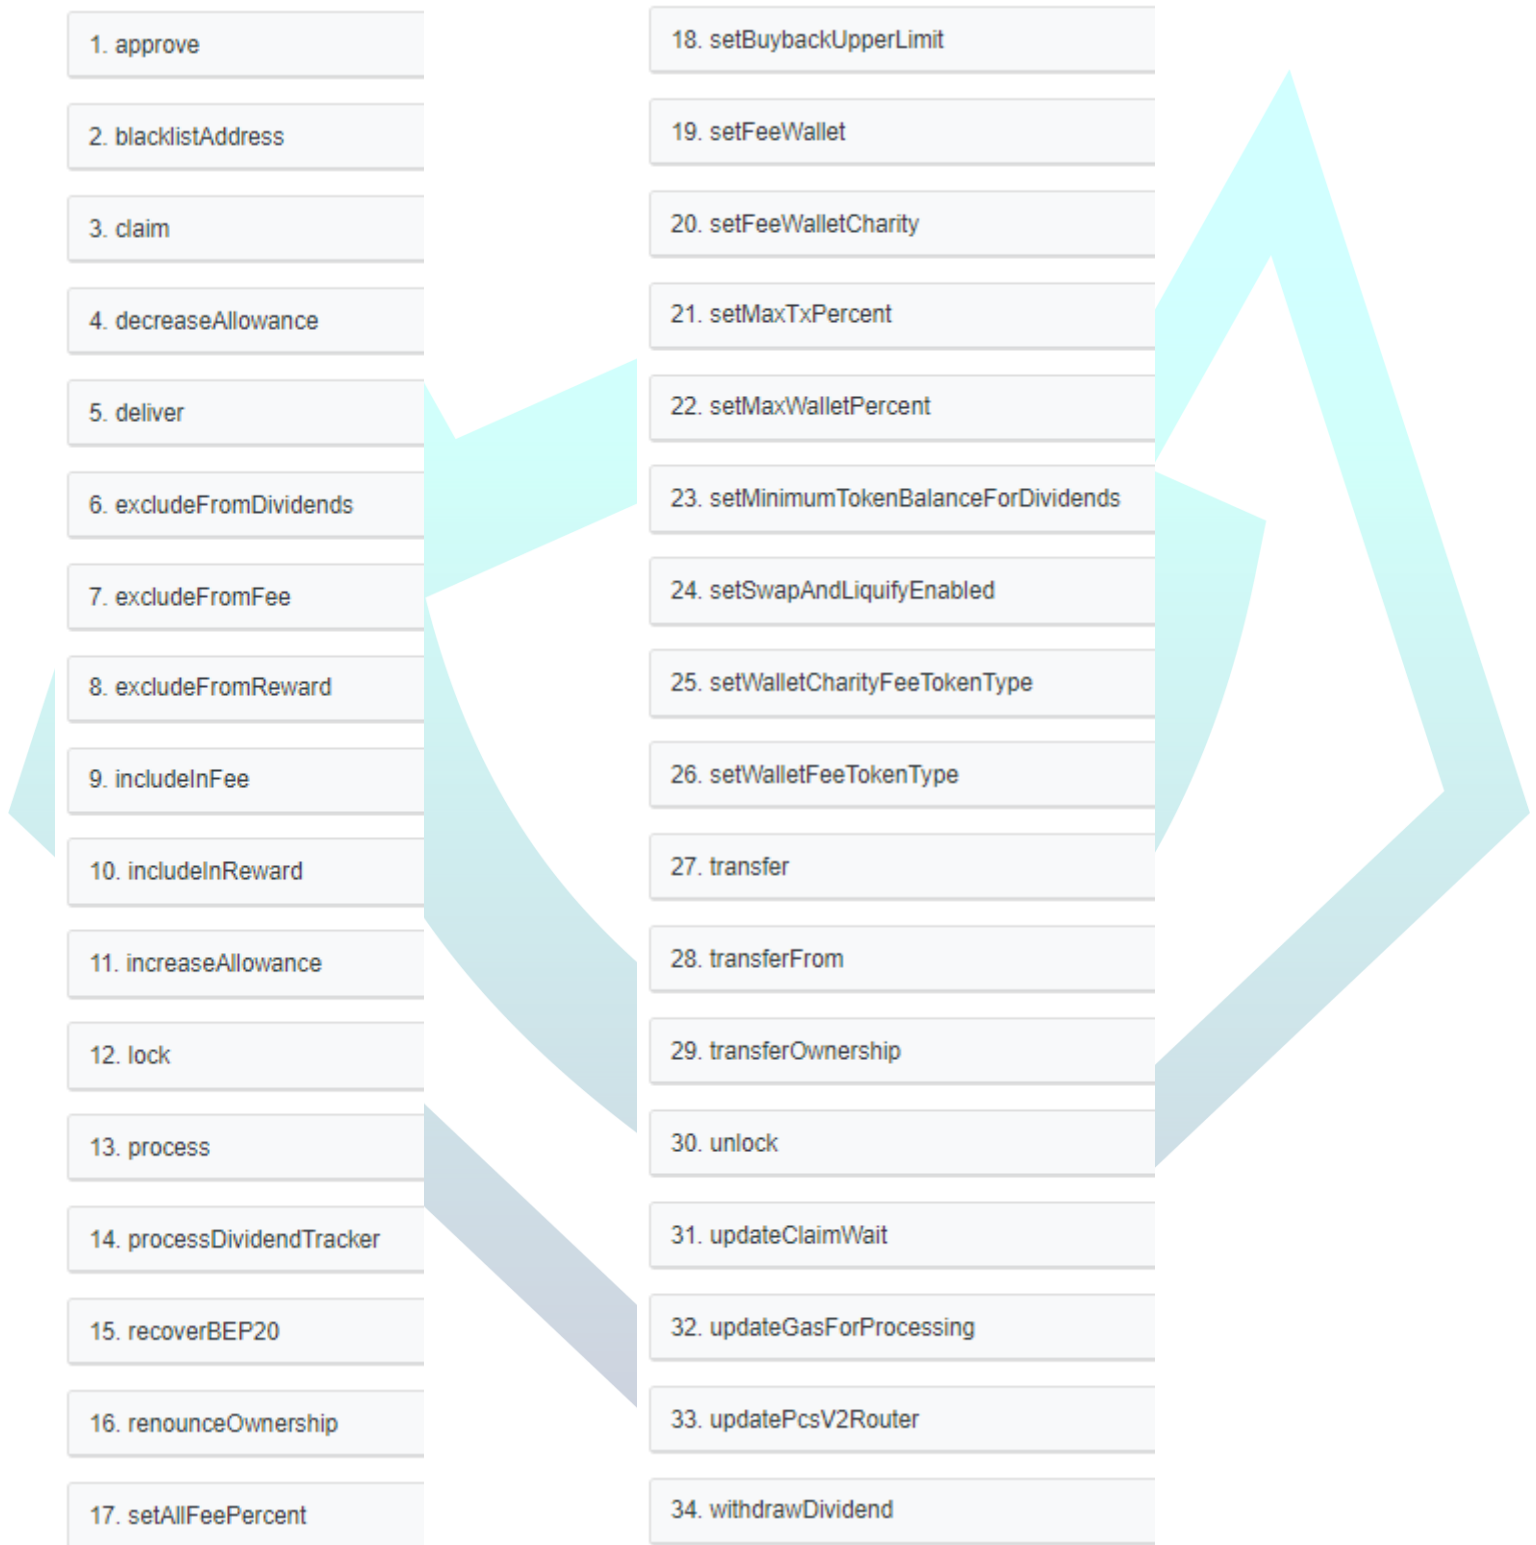 1. approve
2. blacklistAddress
3. claim
4. decreaseAllowance
5. deliver
6. excludeFromDividends
7. excludeFromFee
8. excludeFromReward
9. includeInFee
10. includeInReward
11. increaseAllowance
12. lock
13. process
14. processDividendTracker
15. recoverBEP20
16. renounceOwnership
17. setAllFeePercent
18. setBuybackUpperLimit
19. setFeeWallet
20. setFeeWalletCharity
21. setMaxTxPercent
22. setMaxWalletPercent
23. setMinimumTokenBalanceForDividends
24. setSwapAndLiquifyEnabled
25. setWalletCharityFeeTokenType
26. setWalletFeeTokenType
27. transfer
28. transferFrom
29. transferOwnership
30. unlock
31. updateClaimWait
32. updateGasForProcessing
33. updatePcsV2Router
34. withdrawDividend